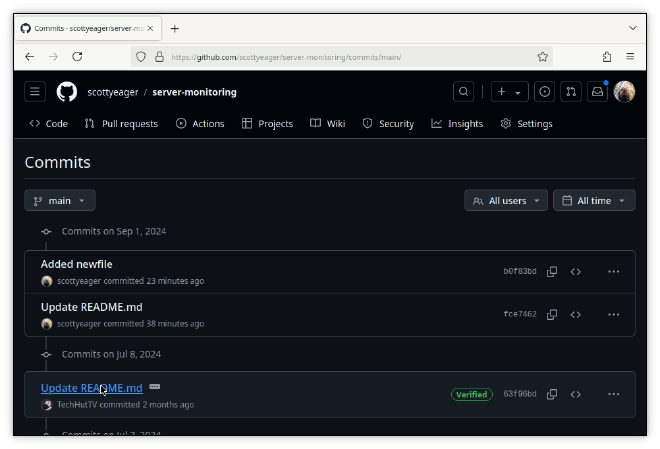 Commits · scottyeager/server-mo
https://github.com/scottyeager/server-monitoring/commits/main/
scottyeager / server-monitoring
Code Pull requests Actions Projects Wiki Security Insights Settings
Commits
main All users All time
Commits on Sep 1, 2024
Added newfile
scottyeager committed 23 minutes ago
b0f83bd
Update README.md
scottyeager committed 38 minutes ago
fce7462
Commits on Jul 8, 2024
Update README.md
TechHutTV committed 2 months ago
Verified 63f96bd
Commits on Jul 7, 2024